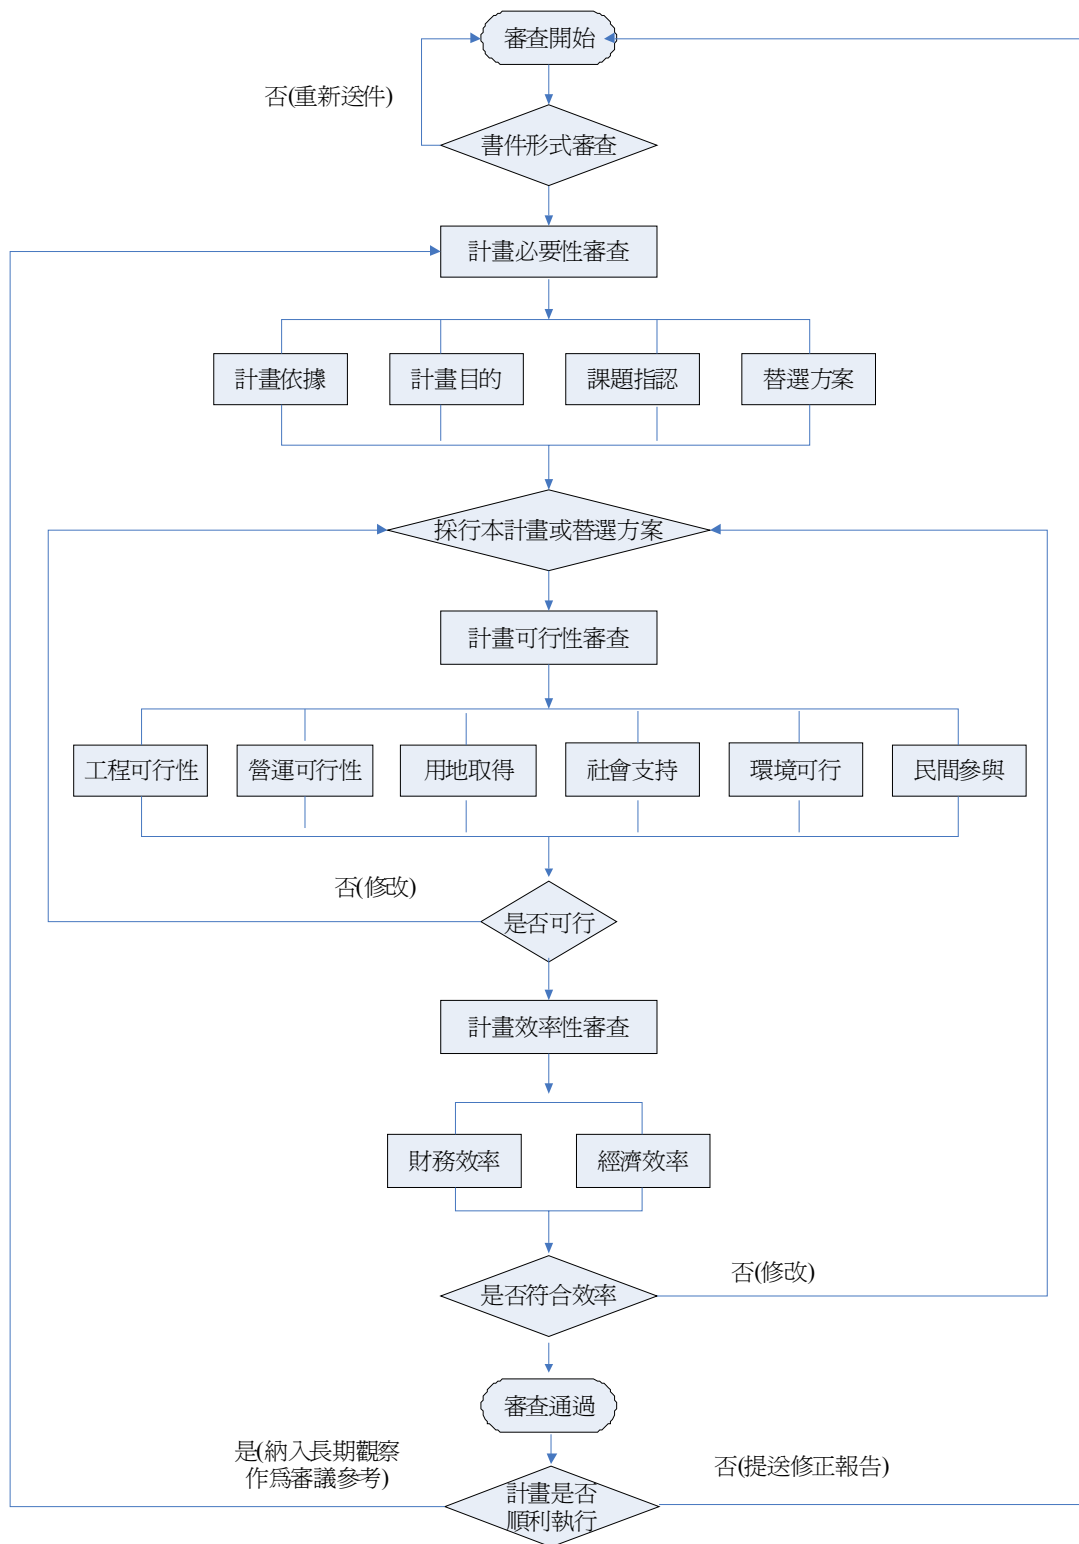 審查開始
否(重新送件)
書件形式審查
計畫必要性審查
計畫依據
計畫目的
課題指認
替選方案
採行本計畫或替選方案
計畫可行性審查
工程可行性
營運可行性
用地取得
社會支持
環境可行
民間參與
否(修改)
是否可行
計畫效率性審查
財務效率
經濟效率
否(修改)
是否符合效率
審查通過
是(納入長期觀察
作為審議參考)
否(提送修正報告)
計畫是否
順利執行